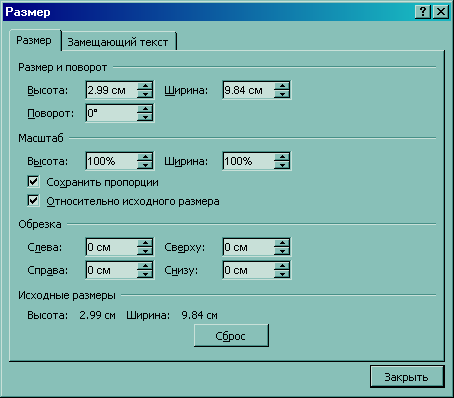 Размер
Размер Замещающий текст
Размер и поворот
Высота: 2.99 см Ширина: 9.84 см
Поворот: 0°
Масштаб
Высота: 100% Ширина: 100%
Сохранить пропорции
Относительно исходного размера
Обрезка
Слева: 0 см Сверху: 0 см
Справа: 0 см Снизу: 0 см
Исходные размеры
Высота: 2.99 см Ширина: 9.84 см
Сброс
Закрыть